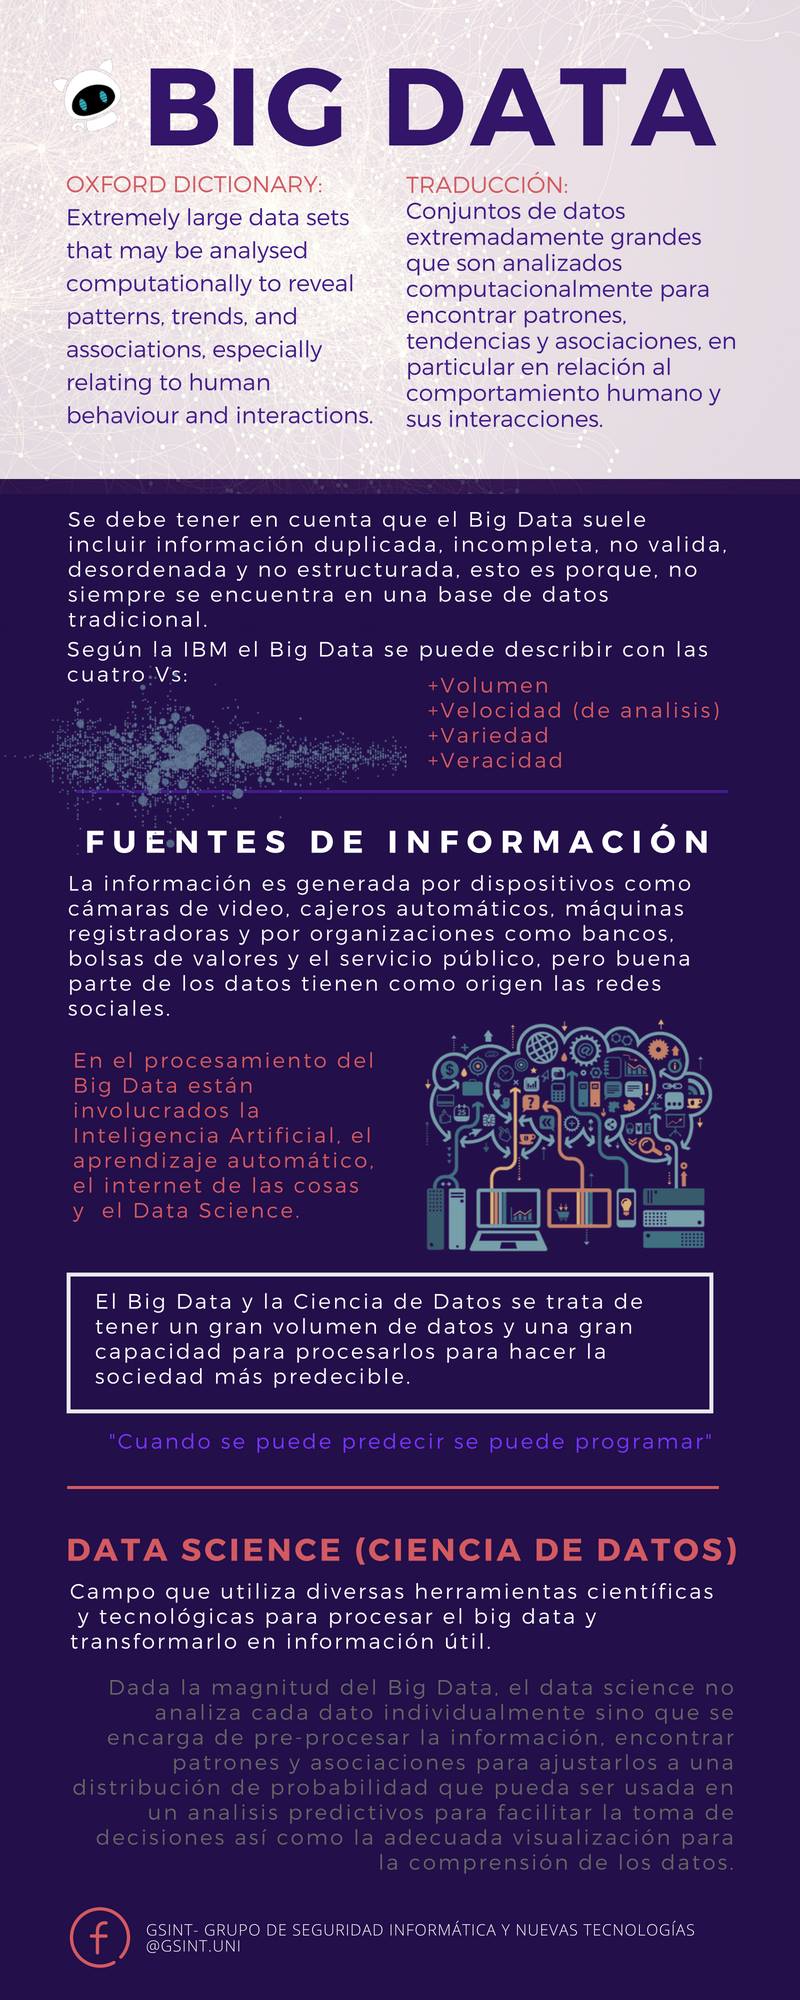 BIG DATA
OXFORD DICTIONARY:
Extremely large data sets
that may be analysed
computationally to reveal
patterns, trends, and
associations, especially
relating to human
behaviour and interactions.
TRADUCCIÓN:
Conjuntos de datos
extremadamente grandes
que son analizados
computacionalmente para
encontrar patrones,
tendencias y asociaciones, en
particular en relación al
comportamiento humano y
sus interacciones.
Se debe tener en cuenta que el Big Data suele
incluir información duplicada, incompleta, no valida,
desordenada y no estructurada, esto es porque, no
siempre se encuentra en una base de datos
tradicional.
Según la IBM el Big Data se puede describir con las
cuatro Vs:
+Volumen
+Velocidad (de analisis)
+Variedad
+Veracidad
FUENTES DE INFORMACIÓN
La información es generada por dispositivos como
cámaras de video, cajeros automáticos, máquinas
registradoras y por organizaciones como bancos,
bolsas de valores y el servicio público, pero buena
parte de los datos tienen como origen las redes
sociales.
En el procesamiento del
Big Data están
involucrados la
Inteligencia Artificial, el
aprendizaje automático,
el internet de las cosas
y  el Data Science.
El Big Data y la Ciencia de Datos se trata de
tener un gran volumen de datos y una gran
capacidad para procesarlos para hacer la
sociedad más predecible.
"Cuando se puede predecir se puede programar"
DATA SCIENCE (CIENCIA DE DATOS)
Campo que utiliza diversas herramientas científicas
y tecnológicas para procesar el big data y
transformarlo en información útil.
Dada la magnitud del Big Data, el data science no
analiza cada dato individualmente sino que se
encarga de pre-procesar la información, encontrar
patrones y asociaciones para ajustarlos a una
distribución de probabilidad que pueda ser usada en
un analisis predictivos para facilitar la toma de
decisiones así como la adecuada visualización para
la comprensión de los datos.
GSINT- GRUPO DE SEGURIDAD INFORMÁTICA Y NUEVAS TECNOLOGÍAS
@GSINT.UNI